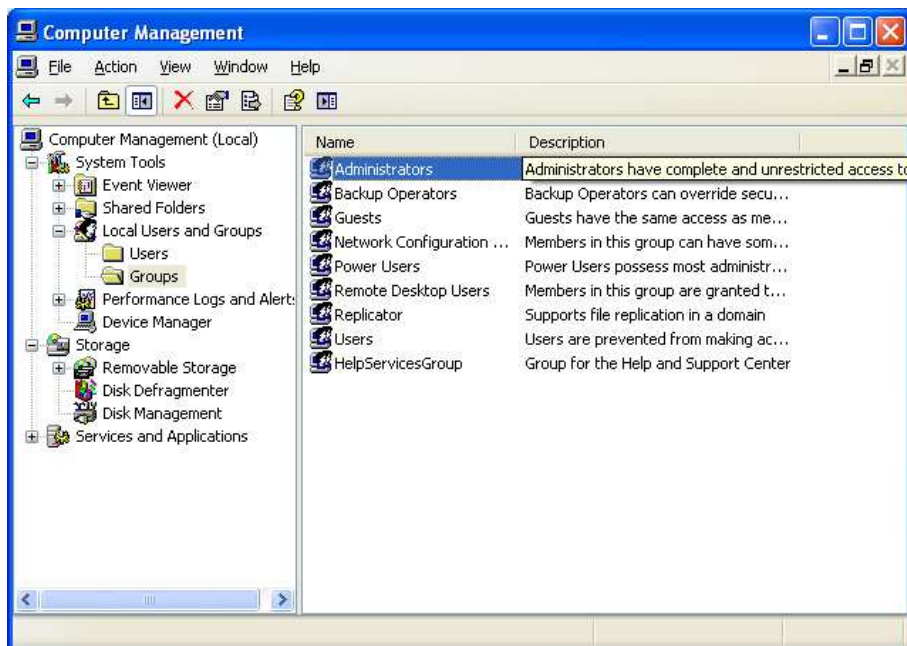 Computer Management
File Action View Window Help
Computer Management (Local)
System Tools
Event Viewer
Shared Folders
Local Users and Groups
Users
Groups
Performance Logs and Alert
Device Manager
Storage
Removable Storage
Disk Defragmenter
Disk Management
Services and Applications
Name Description
Administrators Administrators have complete and unrestricted access to
Backup Operators Backup Operators can override secu...
Guests Guests have the same access as me...
Network Configuration ... Members in this group can have som...
Power Users Power Users possess most administr...
Remote Desktop Users Members in this group are granted t...
Replicator Supports file replication in a domain
Users Users are prevented from making ac...
HelpServicesGroup Group for the Help and Support Center